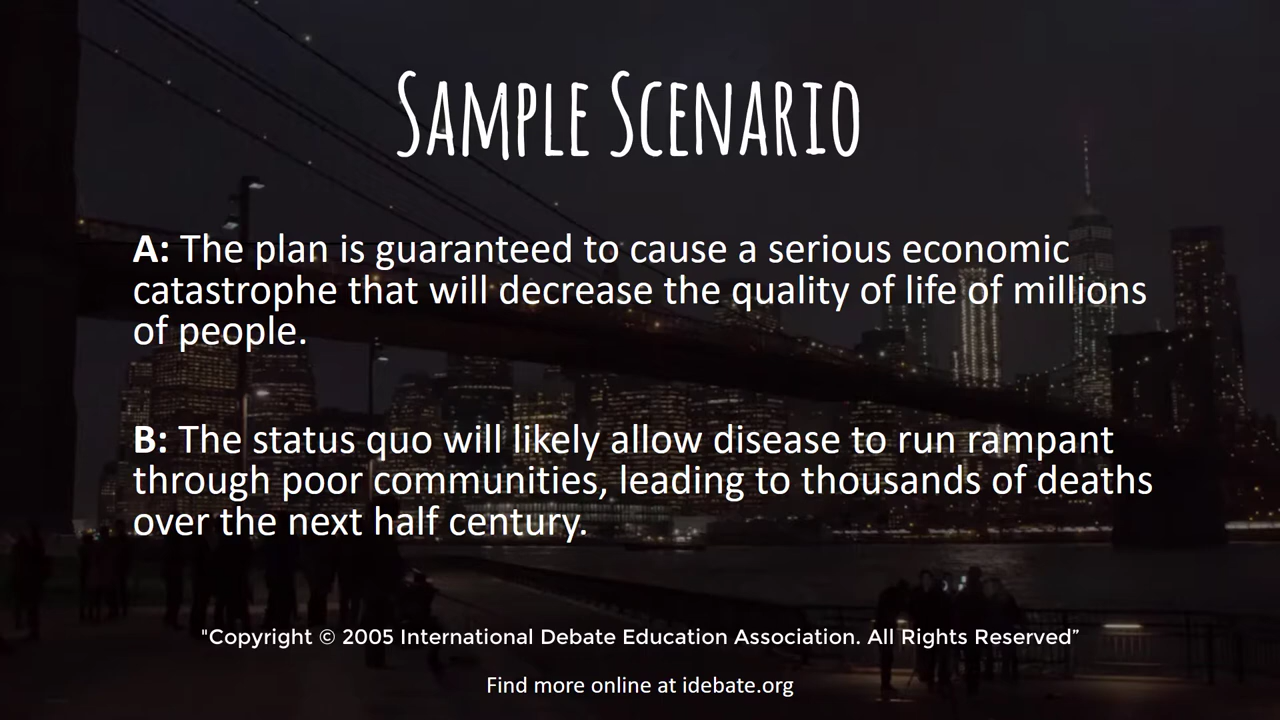 Sample Scenario
A: The plan is guaranteed to cause a serious economic
catastrophe that will decrease the quality of life of millions
of people.
B: The status quo will likely allow disease to run rampant
through poor communities, leading to thousands of deaths
over the next half century.
"Copyright © 2005 International Debate Education Association. All Rights Reserved”
Find more online at idebate.org